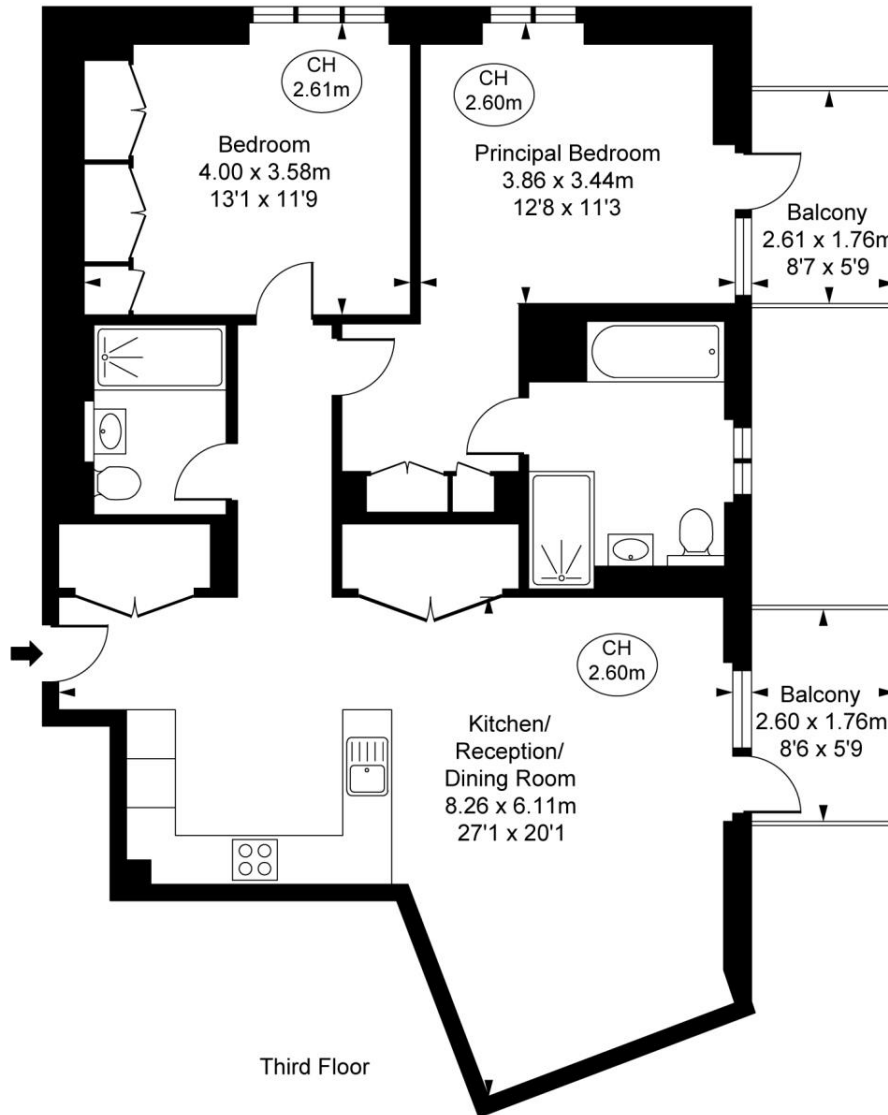 CH
2.61m
Bedroom
4.00 x 3.58m
13'1 x 11'9
CH
2.60m
Principal Bedroom
3.86 x 3.44m
12'8 x 11'3
Balcony
2.61 x 1.76m
8'7 x 5'9
CH
2.60m
Kitchen/
Reception/
Dining Room
8.26 x 6.11m
27'1 x 20'1
Balcony
2.60 x 1.76m
8'6 x 5'9
Third Floor